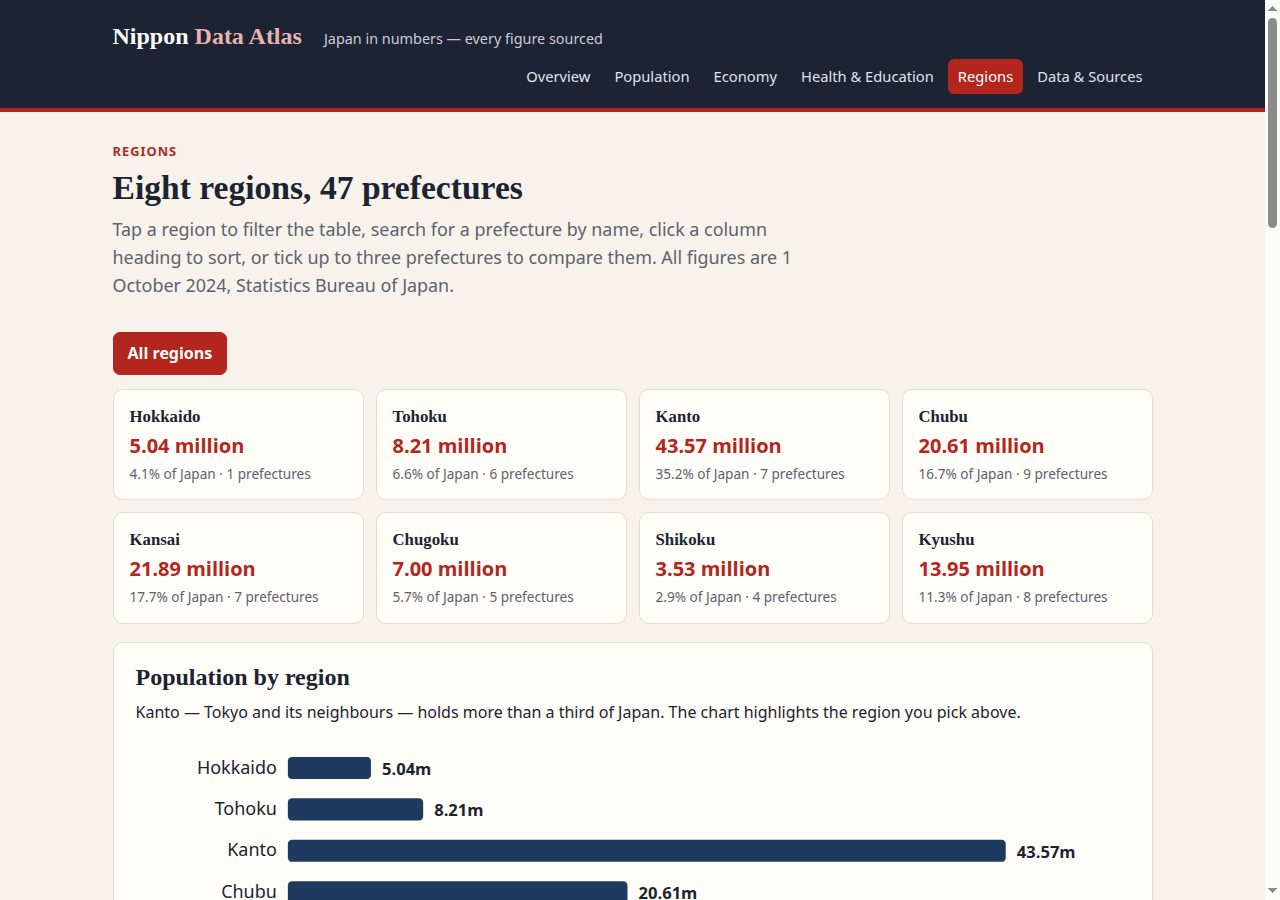 Nippon Data Atlas Japan in numbers — every figure sourced
Overview Population Economy Health & Education Regions Data & Sources
REGIONS
Eight regions, 47 prefectures
Tap a region to filter the table, search for a prefecture by name, click a column
heading to sort, or tick up to three prefectures to compare them. All figures are 1
October 2024, Statistics Bureau of Japan.
All regions
Hokkaido
5.04 million
4.1% of Japan · 1 prefectures
Tohoku
8.21 million
6.6% of Japan · 6 prefectures
Kanto
43.57 million
35.2% of Japan · 7 prefectures
Chubu
20.61 million
16.7% of Japan · 9 prefectures
Kansai
21.89 million
17.7% of Japan · 7 prefectures
Chugoku
7.00 million
5.7% of Japan · 5 prefectures
Shikoku
3.53 million
2.9% of Japan · 4 prefectures
Kyushu
13.95 million
11.3% of Japan · 8 prefectures
Population by region
Kanto — Tokyo and its neighbours — holds more than a third of Japan. The chart highlights the region you pick above.
Hokkaido 5.04m
Tohoku 8.21m
Kanto 43.57m
Chubu 20.61m